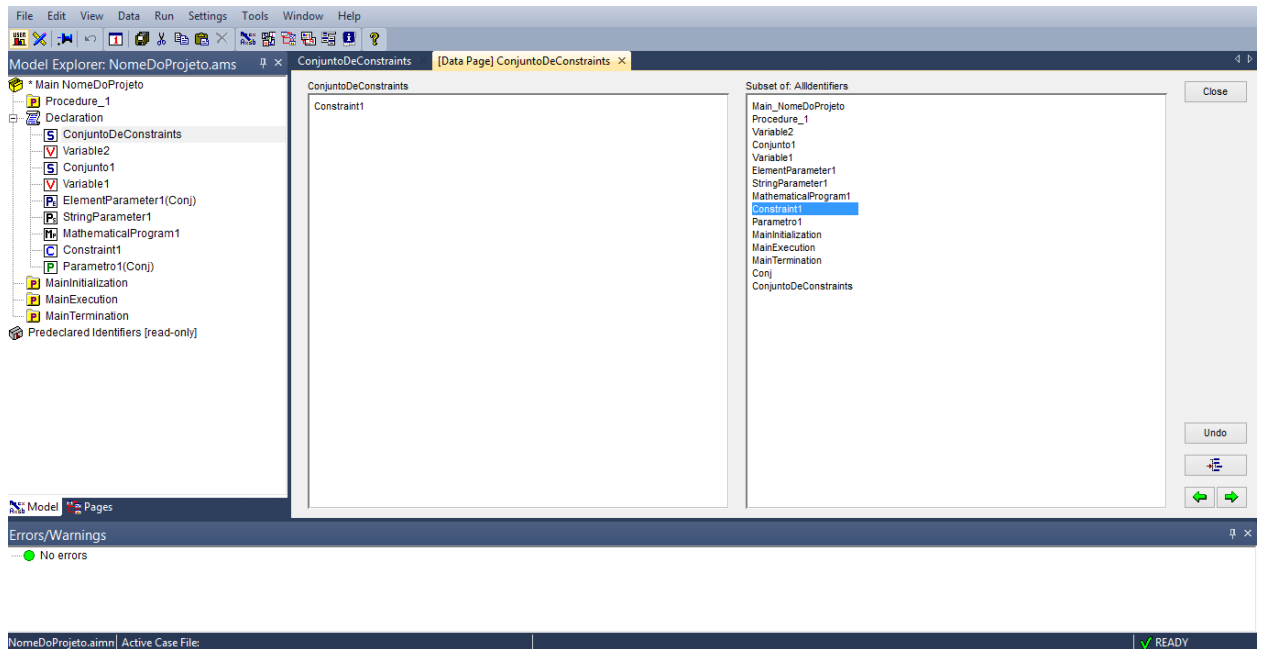 File Edit View Data Run Settings Tools Window Help
Model Explorer: NomeDoProjeto.ams
* Main NomeDoProjeto
Procedure_1
Declaration
ConjuntoDeConstraints
Variable2
Conjunto1
Variable1
ElementParameter1(Conj)
StringParameter1
MathematicalProgram1
Constraint1
Parametro1(Conj)
MainInitialization
MainExecution
MainTermination
Predeclared Identifiers [read-only]
Model Pages
ConjuntoDeConstraints [Data Page] ConjuntoDeConstraints
ConjuntoDeConstraints
Constraint1
Subset of: AllIdentifiers
Main_NomeDoProjeto
Procedure_1
Variable2
Conjunto1
Variable1
ElementParameter1
StringParameter1
MathematicalProgram1
Constraint1
Parametro1
MainInitialization
MainExecution
MainTermination
Conj
ConjuntoDeConstraints
Close
Undo
Errors/Warnings
No errors
NomeDoProjeto.aimn Active Case File:
READY